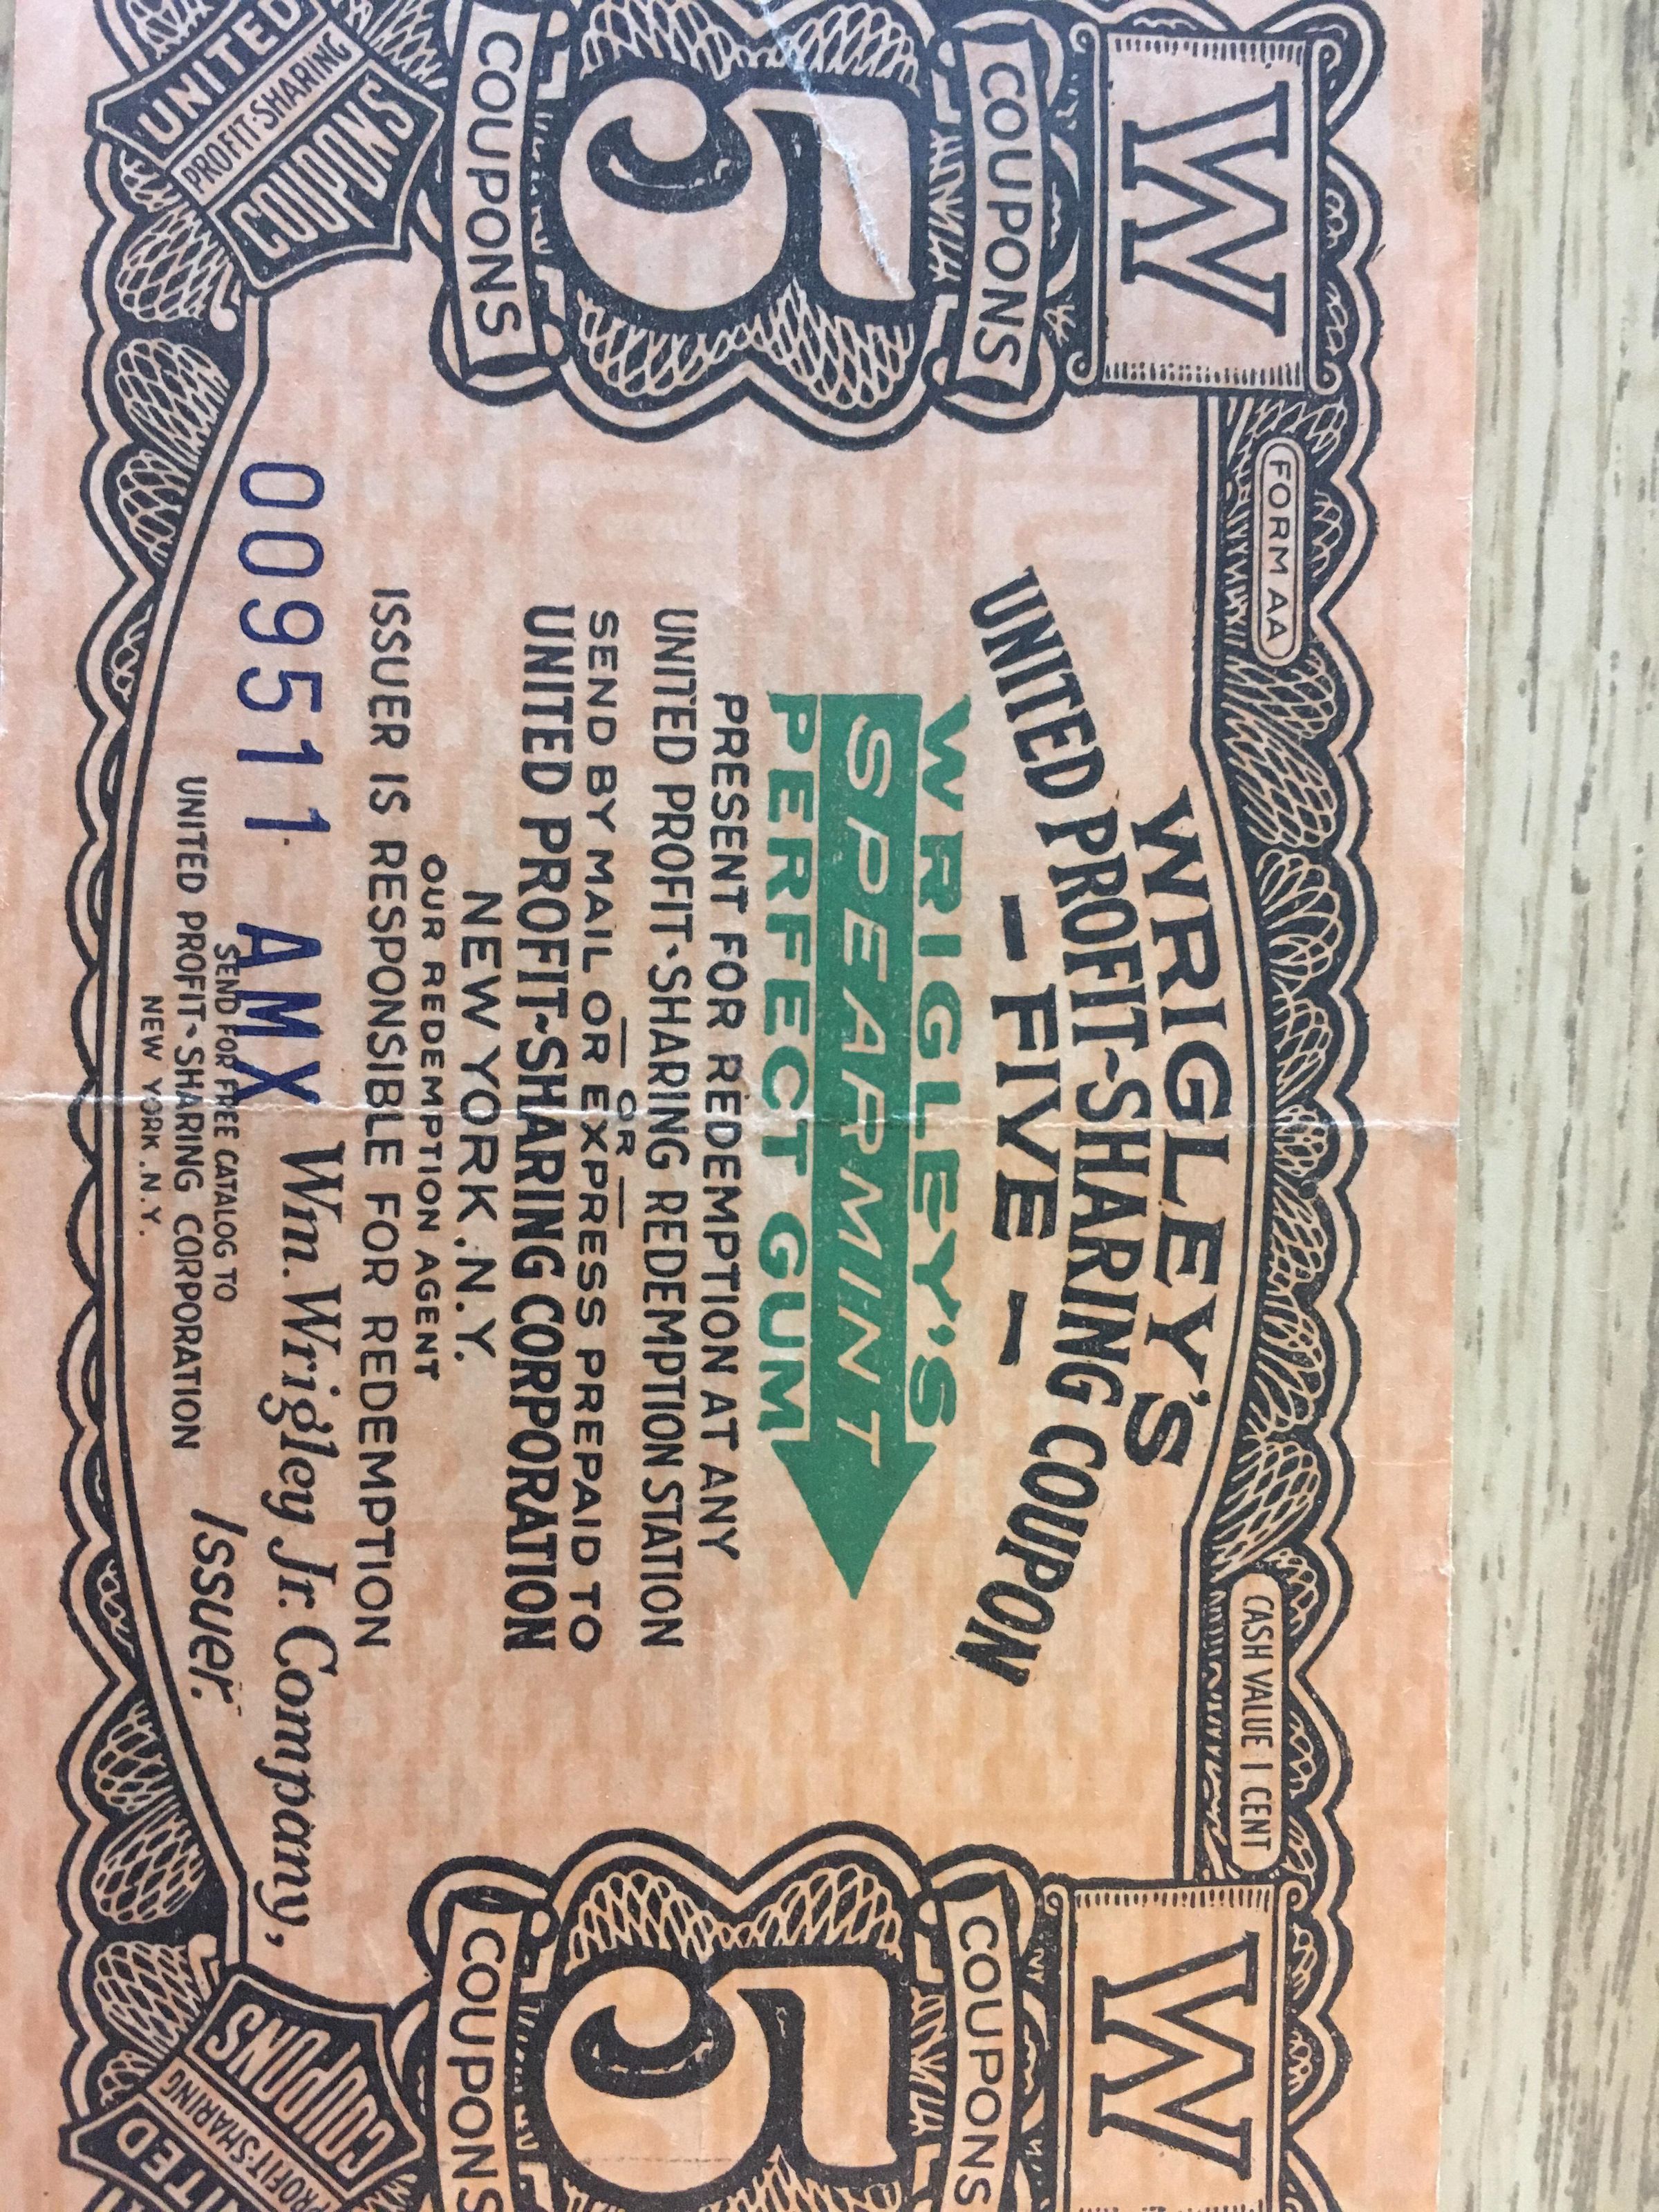 W
FORM AA
CASH VALUE 1 CENT
W
COUPONS
5
COUPONS
UNITED
PROFIT-SHARING
COUPONS
WRIGLEY'S
UNITED PROFIT-SHARING COUPON
— FIVE —
WRIGLEY'S
SPEARMINT
PERFECT GUM
PRESENT FOR REDEMPTION AT ANY
UNITED PROFIT-SHARING REDEMPTION STATION
— OR —
SEND BY MAIL OR EXPRESS PREPAID TO
UNITED PROFIT-SHARING CORPORATION
NEW YORK, N.Y.
OUR REDEMPTION AGENT
ISSUER IS RESPONSIBLE FOR REDEMPTION
009511 AMX
Wm. Wrigley Jr. Company,
Issuer.
SEND FOR FREE CATALOG TO
UNITED PROFIT-SHARING CORPORATION
NEW YORK, N.Y.
COUPONS
5
COUPONS
COUPONS
PROFIT-SHARING
UNITED